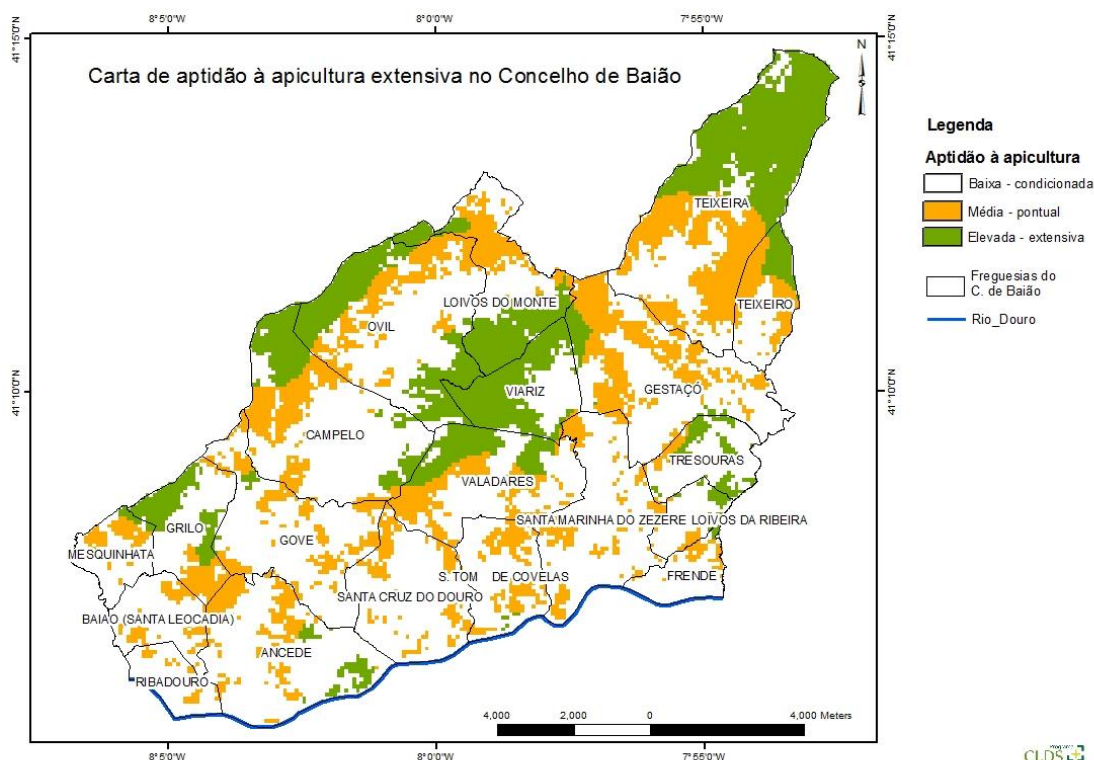 8°5'0"W 8°0'0"W 7°55'0"W
41°15'0"N 41°15'0"N
N
Carta de aptidão à apicultura extensiva no Concelho de Baião
Legenda
Aptidão à apicultura
Baixa - condicionada
Média - pontual
Elevada - extensiva
Freguesias do
C. de Baião
Rio_Douro
TEIXEIRA
LOIVOS DO MONTE
TEIXEIRO
OVIL
41°10'0"N 41°10'0"N
VIARIZ
GESTAÇÓ
CAMPELO
TRESOURAS
VALADARES
SANTA MARINHA DO ZEZERE LOIVOS DA RIBEIRA
GRILO
GOVE
MESQUINHATA
S. TOM DE COVELAS
FRENDE
SANTA CRUZ DO DOURO
BAIAO (SANTA LEOCADIA)
ANCEDE
RIBADOURO
4,000 2,000 0 4,000 Meters
8°5'0"W 8°0'0"W 7°55'0"W
Programa
CLDS